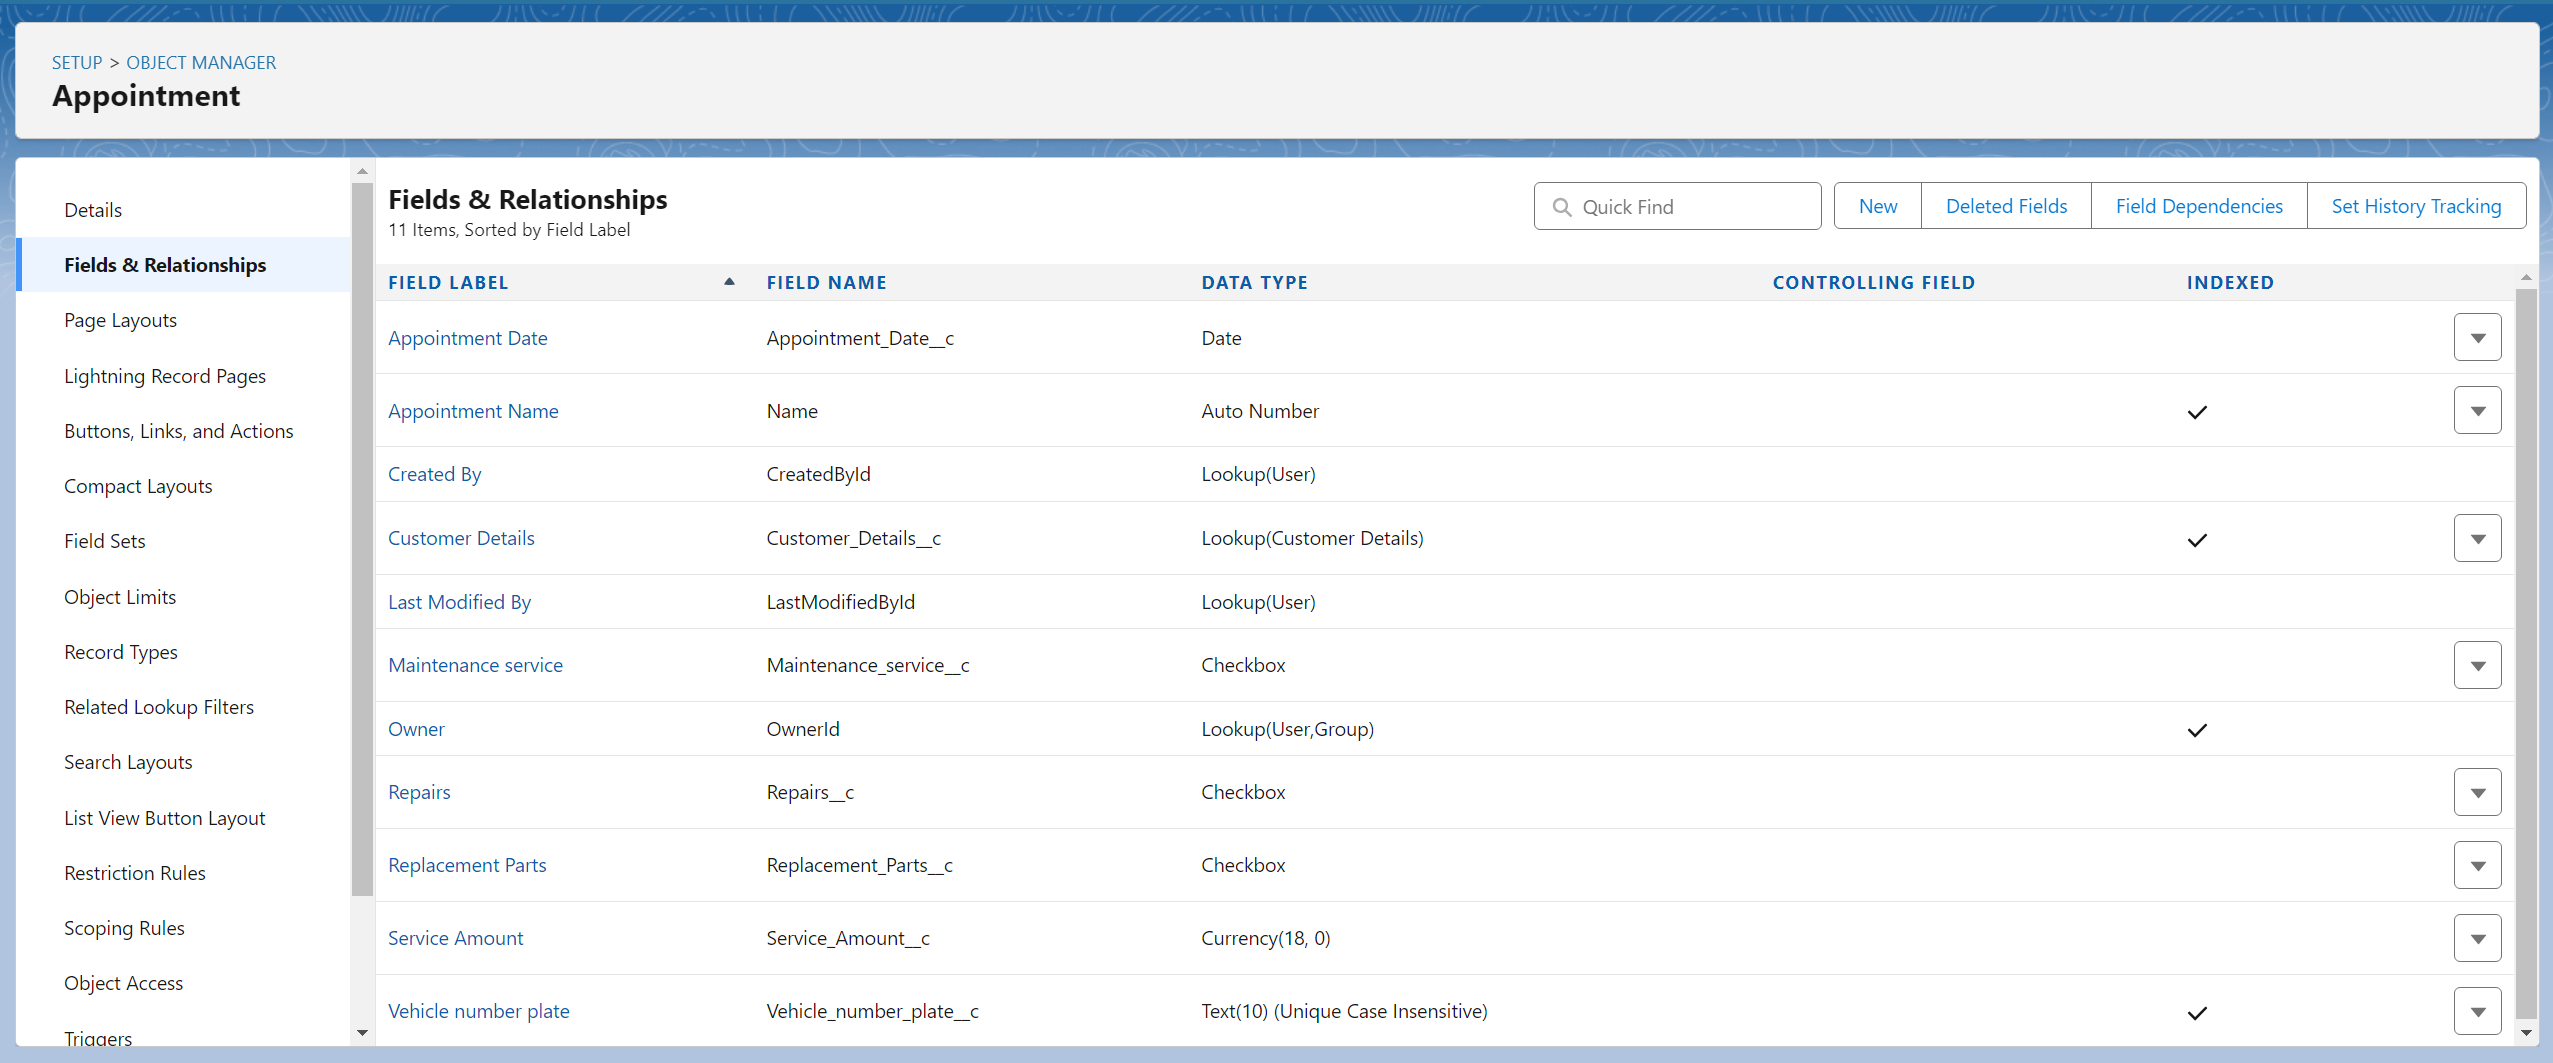 SETUP > OBJECT MANAGER
Appointment
Details
Fields & Relationships
Page Layouts
Lightning Record Pages
Buttons, Links, and Actions
Compact Layouts
Field Sets
Object Limits
Record Types
Related Lookup Filters
Search Layouts
List View Button Layout
Restriction Rules
Scoping Rules
Object Access
Triggers
Fields & Relationships
11 Items, Sorted by Field Label
Quick Find
New Deleted Fields Field Dependencies Set History Tracking
FIELD LABEL FIELD NAME DATA TYPE CONTROLLING FIELD INDEXED
Appointment Date Appointment_Date__c Date
Appointment Name Name Auto Number
Created By CreatedById Lookup(User)
Customer Details Customer_Details__c Lookup(Customer Details)
Last Modified By LastModifiedById Lookup(User)
Maintenance service Maintenance_service__c Checkbox
Owner OwnerId Lookup(User,Group)
Repairs Repairs__c Checkbox
Replacement Parts Replacement_Parts__c Checkbox
Service Amount Service_Amount__c Currency(18, 0)
Vehicle number plate Vehicle_number_plate__c Text(10) (Unique Case Insensitive)